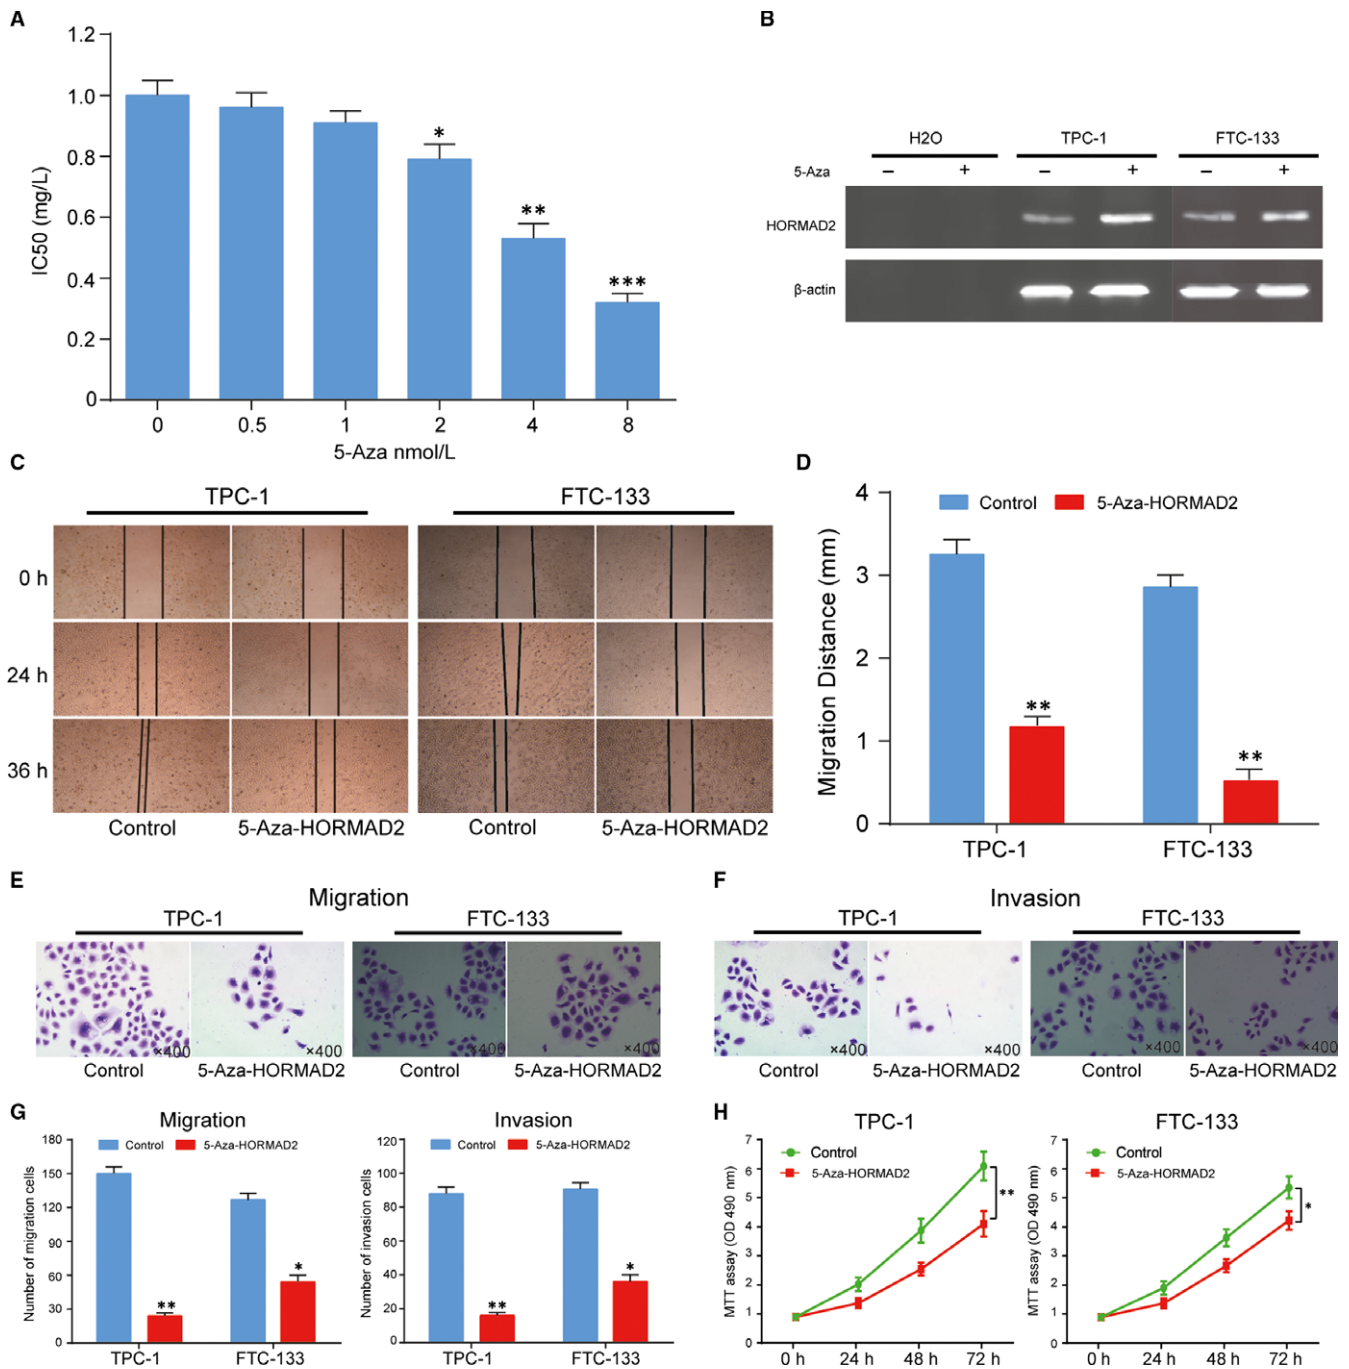 A
1.2
1.0
0.8
0.6
0.4
0.2
0
IC50 (mg/L)
*
**
***
0 0.5 1 2 4 8
5-Aza nmol/L
B
H2O TPC-1 FTC-133
5-Aza − + − + − +
HORMAD2
β-actin
C
TPC-1 FTC-133
0 h
24 h
36 h
Control 5-Aza-HORMAD2 Control 5-Aza-HORMAD2
D
Control 5-Aza-HORMAD2
4
3
2
1
0
Migration Distance (mm)
**
**
TPC-1 FTC-133
E
Migration
TPC-1 FTC-133
×400 ×400 ×400 ×400
Control 5-Aza-HORMAD2 Control 5-Aza-HORMAD2
F
Invasion
TPC-1 FTC-133
×400 ×400 ×400 ×400
Control 5-Aza-HORMAD2 Control 5-Aza-HORMAD2
G
Migration
Control 5-Aza-HORMAD2
180
150
120
90
60
30
0
Number of migration cells
**
*
TPC-1 FTC-133
Invasion
Control 5-Aza-HORMAD2
120
100
80
60
40
20
0
Number of invasion cells
**
*
TPC-1 FTC-133
H
TPC-1
Control
5-Aza-HORMAD2
7
6
5
4
3
2
1
0
MTT assay (OD 490 nm)
**
0 h 24 h 48 h 72 h
FTC-133
Control
5-Aza-HORMAD2
7
6
5
4
3
2
1
0
MTT assay (OD 490 nm)
*
0 h 24 h 48 h 72 h